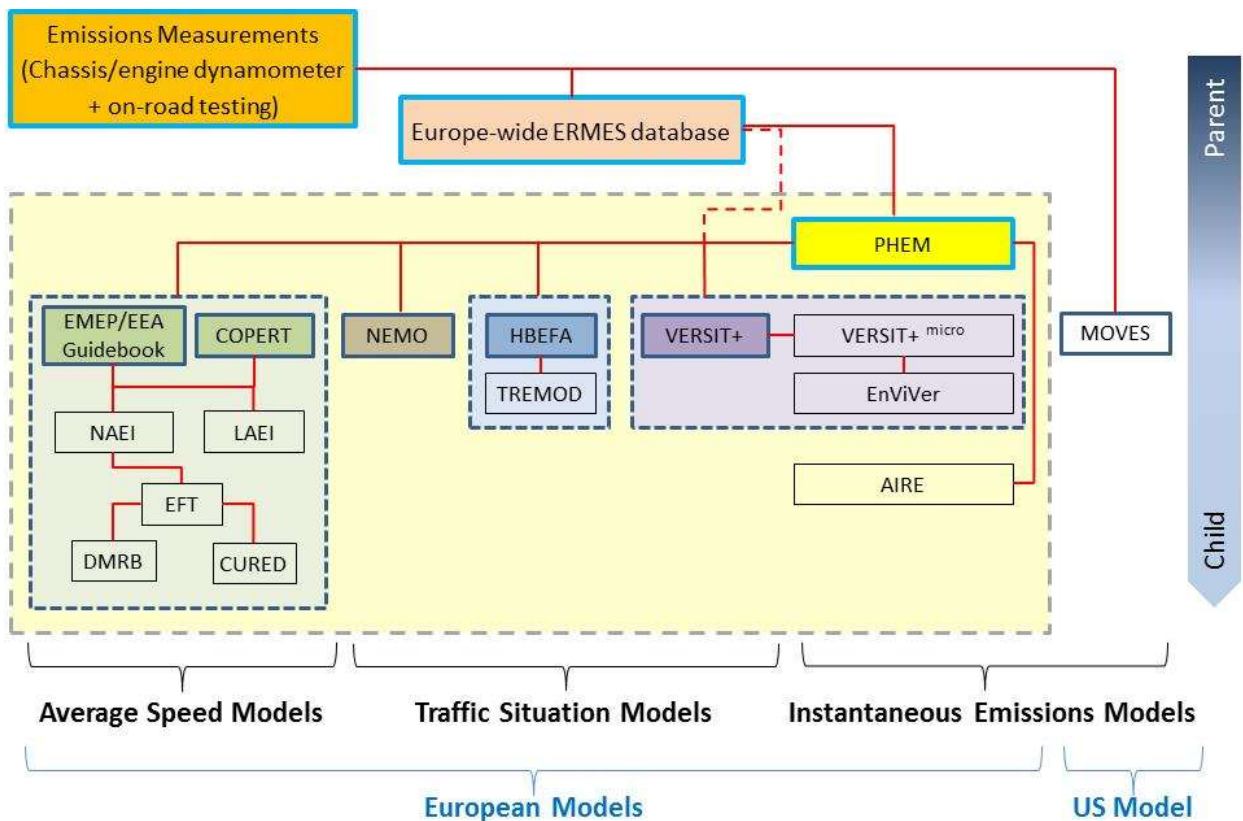 Emissions Measurements
(Chassis/engine dynamometer
+ on-road testing)
Europe-wide ERMES database
Parent
PHEM
EMEP/EEA
Guidebook
COPERT
NEMO
HBEFA
VERSIT+
VERSIT+ micro
MOVES
TREMOD
EnViVer
NAEI
LAEI
AIRE
EFT
DMRB
CURED
Child
Average Speed Models
Traffic Situation Models
Instantaneous Emissions Models
European Models
US Model